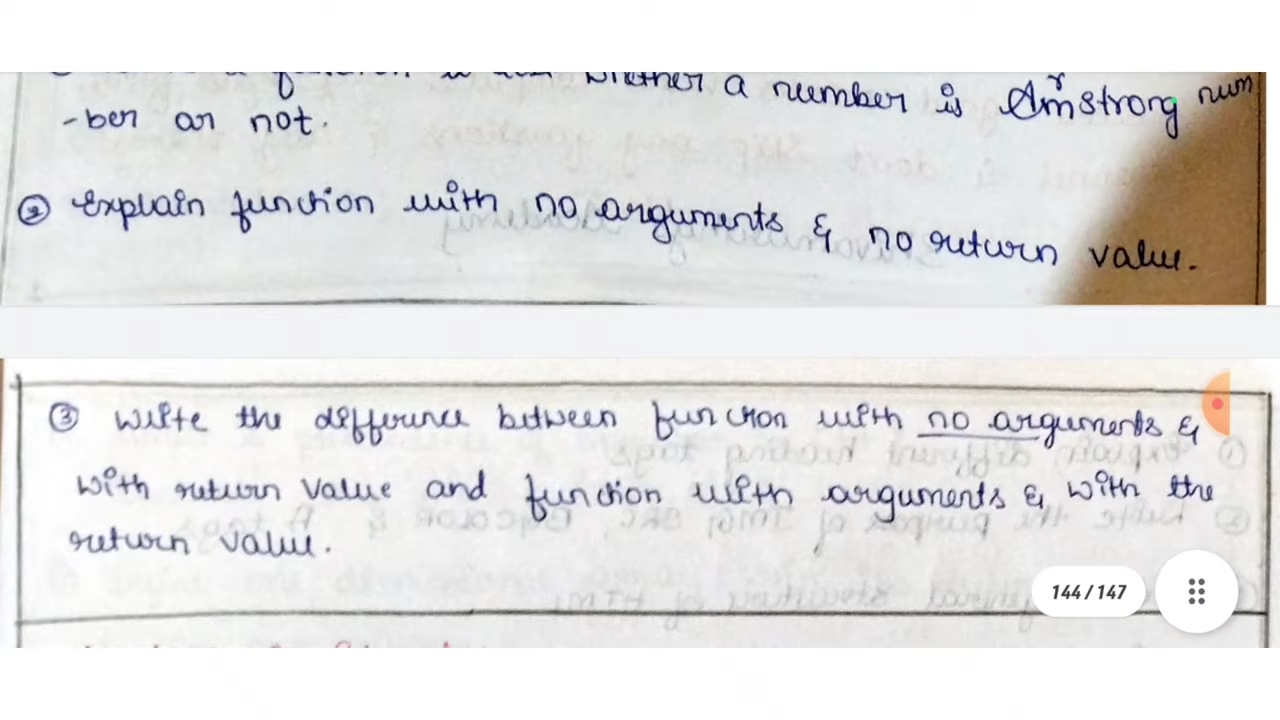 whether a number is Armstrong num
-ber or not.
② Explain function with no arguments & no return value.
③ Write the difference between function with no arguments &
with return value and function with arguments & with the
return value.
144/147